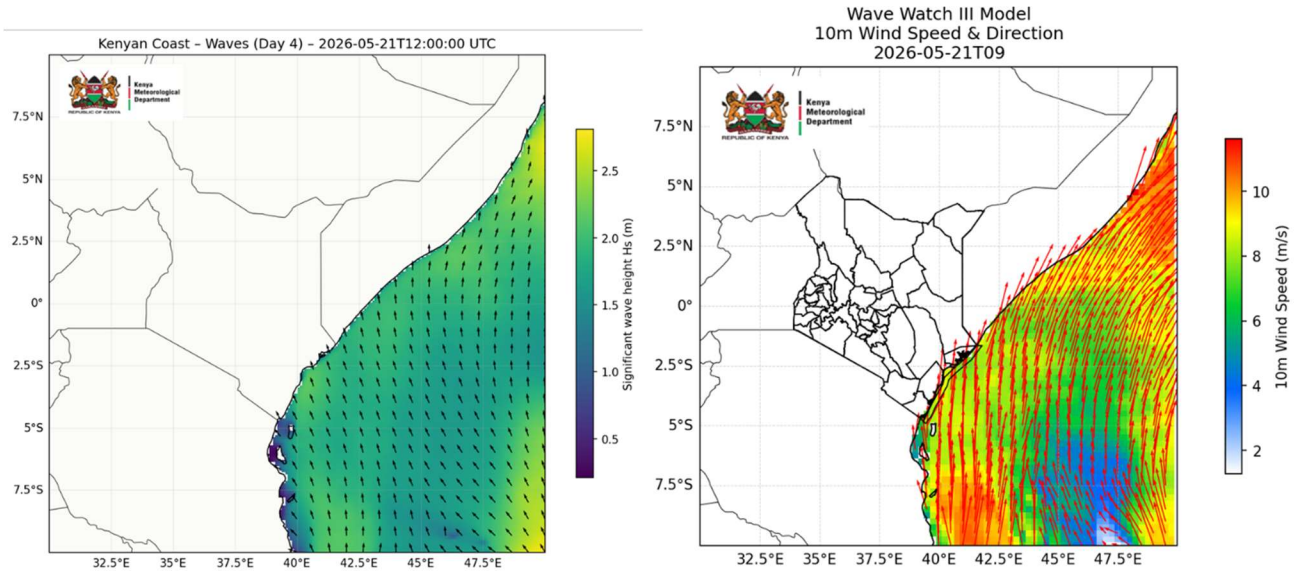 Kenyan Coast – Waves (Day 4) – 2026-05-21T12:00:00 UTC
Kenya
Meteorological
Department
REPUBLIC OF KENYA
7.5°N
5°N
2.5°N
0°
2.5°S
5°S
7.5°S
32.5°E
35°E
37.5°E
40°E
42.5°E
45°E
47.5°E
2.5
2.0
1.5
1.0
0.5
Significant wave height Hs (m)
Wave Watch III Model
10m Wind Speed & Direction
2026-05-21T09
Kenya
Meteorological
Department
REPUBLIC OF KENYA
7.5°N
5°N
2.5°N
0°
2.5°S
5°S
7.5°S
32.5°E
35°E
37.5°E
40°E
42.5°E
45°E
47.5°E
10
8
6
4
2
10m Wind Speed (m/s)